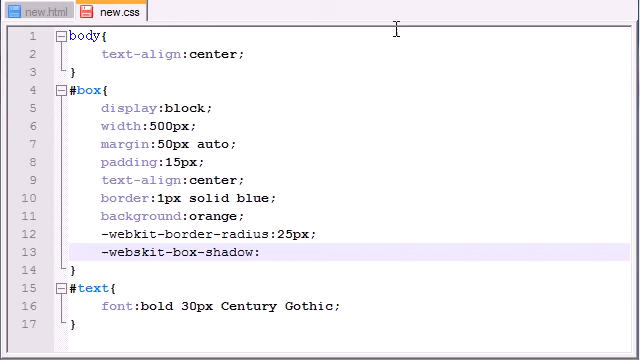 new.html new.css
1 body{
2 text-align:center;
3 }
4 #box{
5 display:block;
6 width:500px;
7 margin:50px auto;
8 padding:15px;
9 text-align:center;
10 border:1px solid blue;
11 background:orange;
12 -webkit-border-radius:25px;
13 -webskit-box-shadow:
14 }
15 #text{
16 font:bold 30px Century Gothic;
17 }